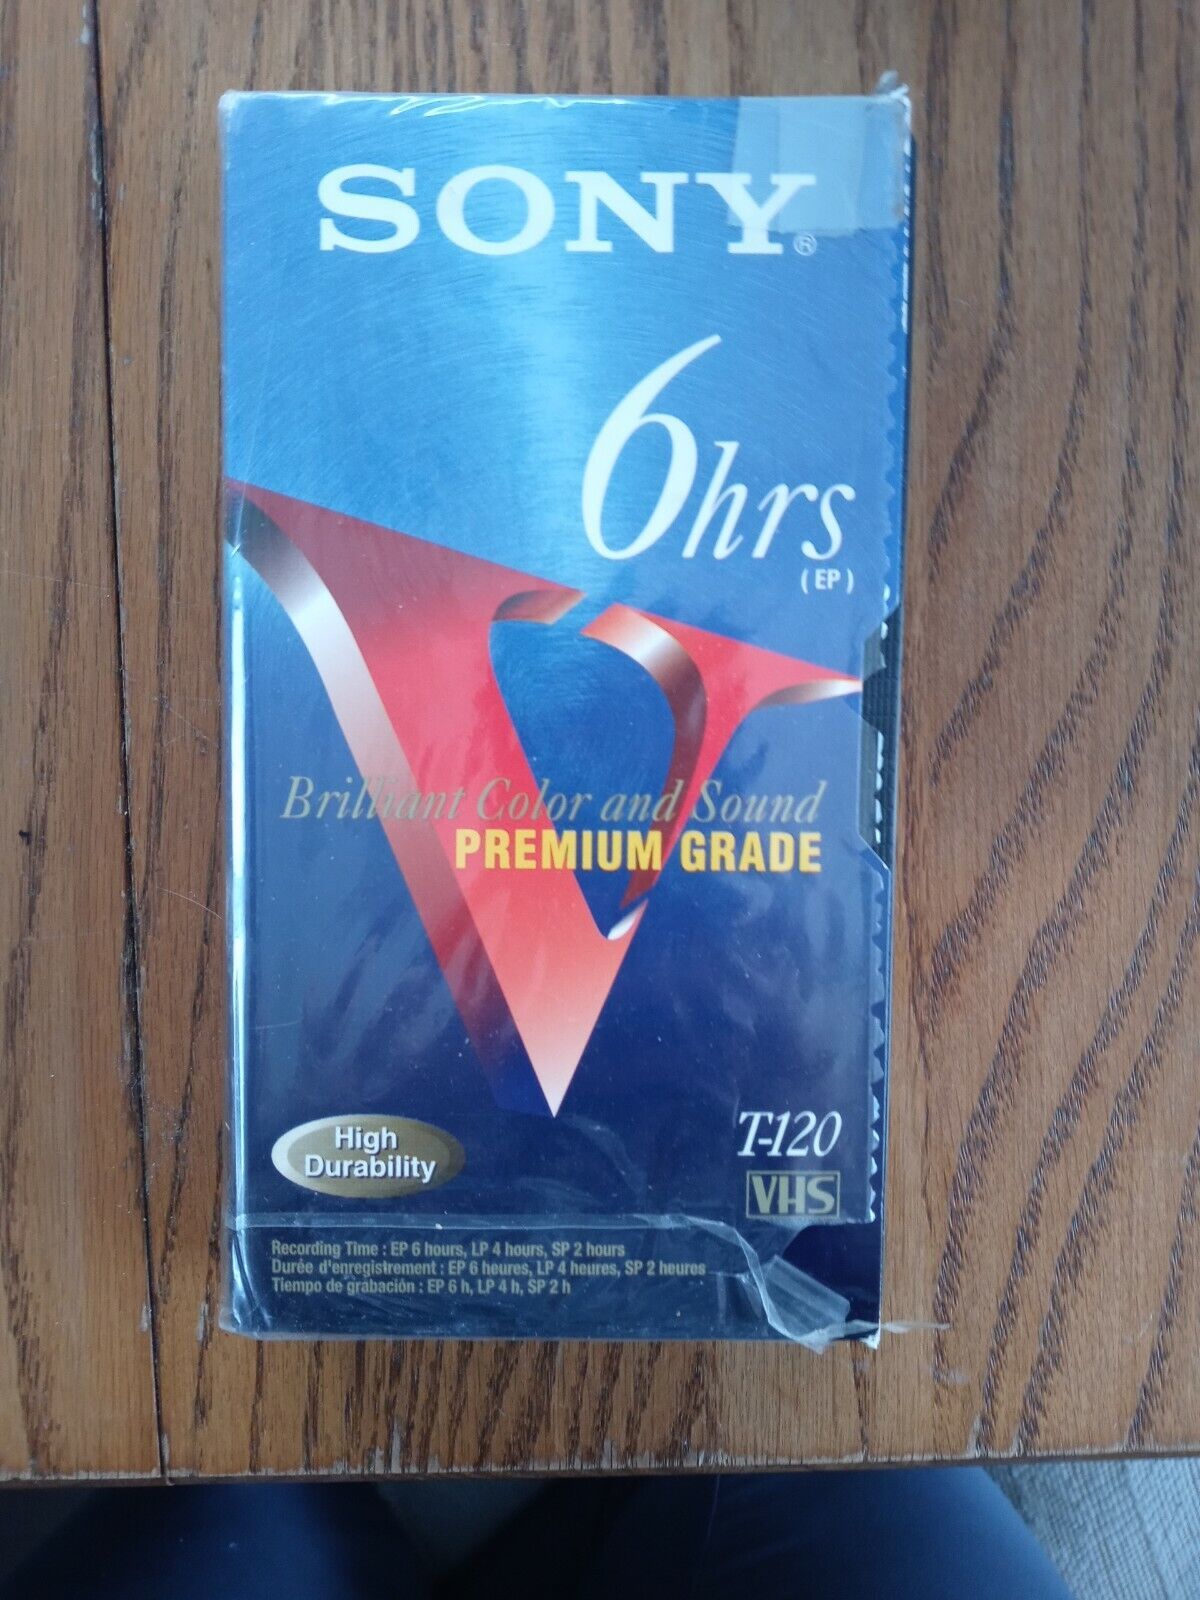 SONY®
6hrs
(EP)
Brilliant Color and Sound
PREMIUM GRADE
High
Durability
T-120
VHS
Recording Time : EP 6 hours, LP 4 hours, SP 2 hours
Durée d'enregistrement : EP 6 heures, LP 4 heures, SP 2 heures
Tiempo de grabación : EP 6 h, LP 4 h, SP 2 h